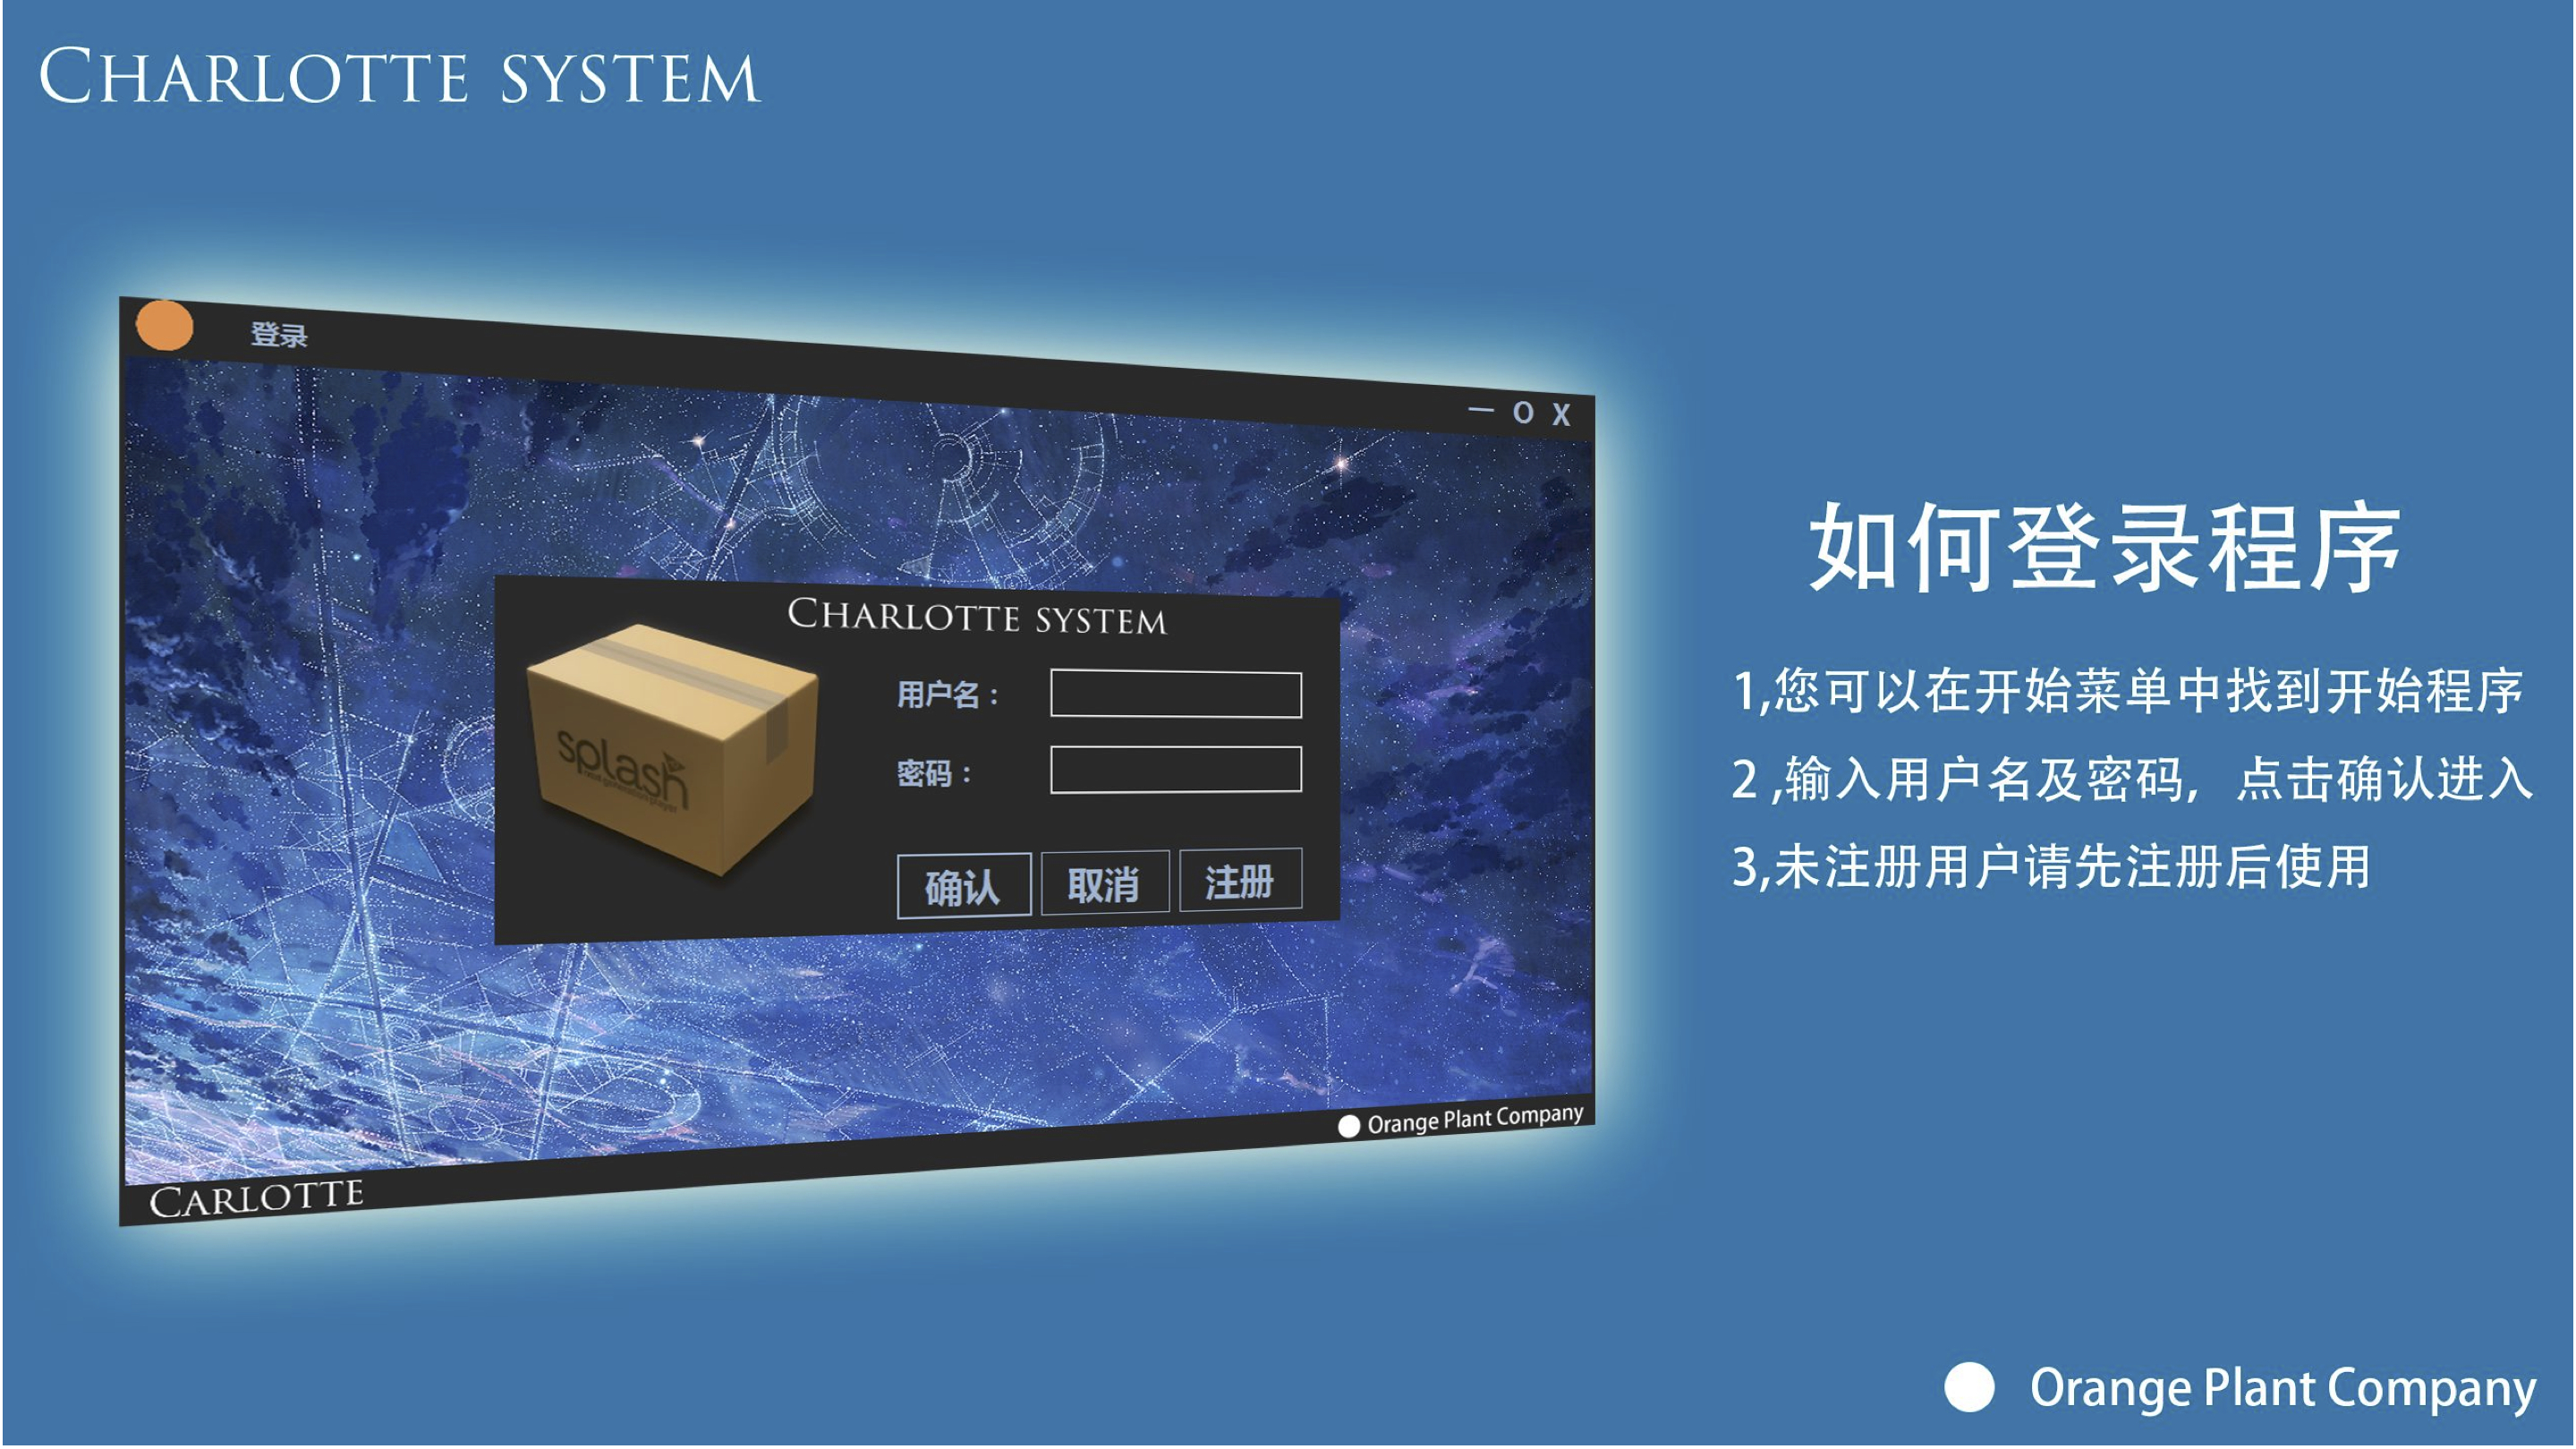 CHARLOTTE SYSTEM
登录
— O X
CHARLOTTE SYSTEM
用户名：
密码：
splash
确认 取消 注册
Orange Plant Company
CARLOTTE
如何登录程序
1,您可以在开始菜单中找到开始程序
2 ,输入用户名及密码，点击确认进入
3,未注册用户请先注册后使用
Orange Plant Company